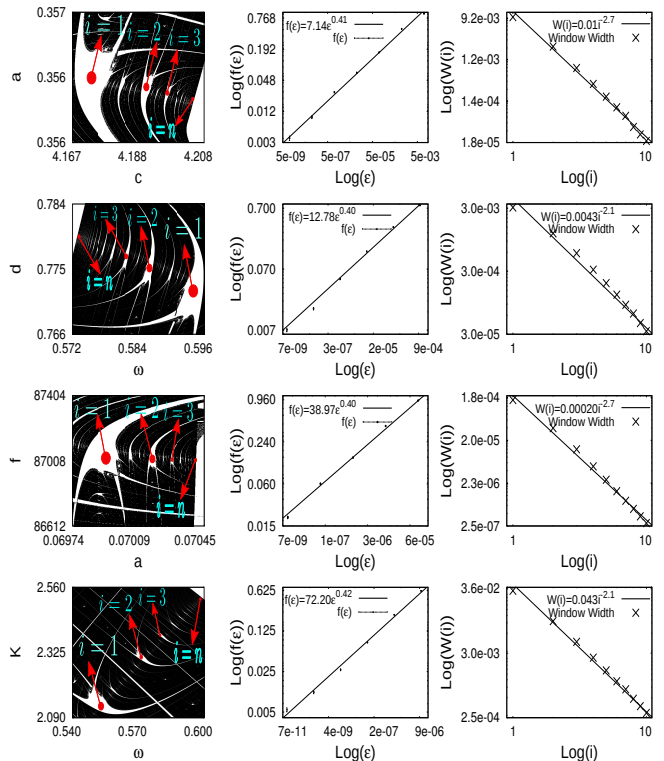 0.357
0.356
0.356
a
4.167
4.188
4.208
c
i=1
i=2
i=3
i=n
0.768
0.192
0.048
0.012
0.003
Log(f(ε))
f(ε)=7.14ε^0.41
f(ε)
5e-09
5e-07
5e-05
5e-03
Log(ε)
9.2e-03
1.2e-03
1.4e-04
1.8e-05
Log(W(i))
W(i)=0.01i^-2.7
Window Width
1
10
Log(i)
0.784
0.775
0.766
d
0.572
0.584
0.596
ω
i=3
i=2
i=1
i=n
0.700
0.070
0.007
Log(f(ε))
f(ε)=12.78ε^0.40
f(ε)
7e-09
3e-07
2e-05
9e-04
Log(ε)
3.0e-03
3.0e-04
3.0e-05
Log(W(i))
W(i)=0.0043i^-2.1
Window Width
1
10
Log(i)
87404
87008
86612
f
0.06974
0.07009
0.07045
a
i=1
i=2
i=3
i=n
0.960
0.240
0.060
0.015
Log(f(ε))
f(ε)=38.97ε^0.40
f(ε)
7e-09
1e-07
3e-06
6e-05
Log(ε)
1.8e-04
2.0e-05
2.3e-06
2.5e-07
Log(W(i))
W(i)=0.00020i^-2.7
Window Width
1
10
Log(i)
2.560
2.325
2.090
K
0.540
0.570
0.600
ω
i=1
i=2
i=3
i=n
0.625
0.125
0.025
0.005
Log(f(ε))
f(ε)=72.20ε^0.42
f(ε)
7e-11
4e-09
2e-07
9e-06
Log(ε)
3.6e-02
3.0e-03
2.5e-04
Log(W(i))
W(i)=0.043i^-2.1
Window Width
1
10
Log(i)